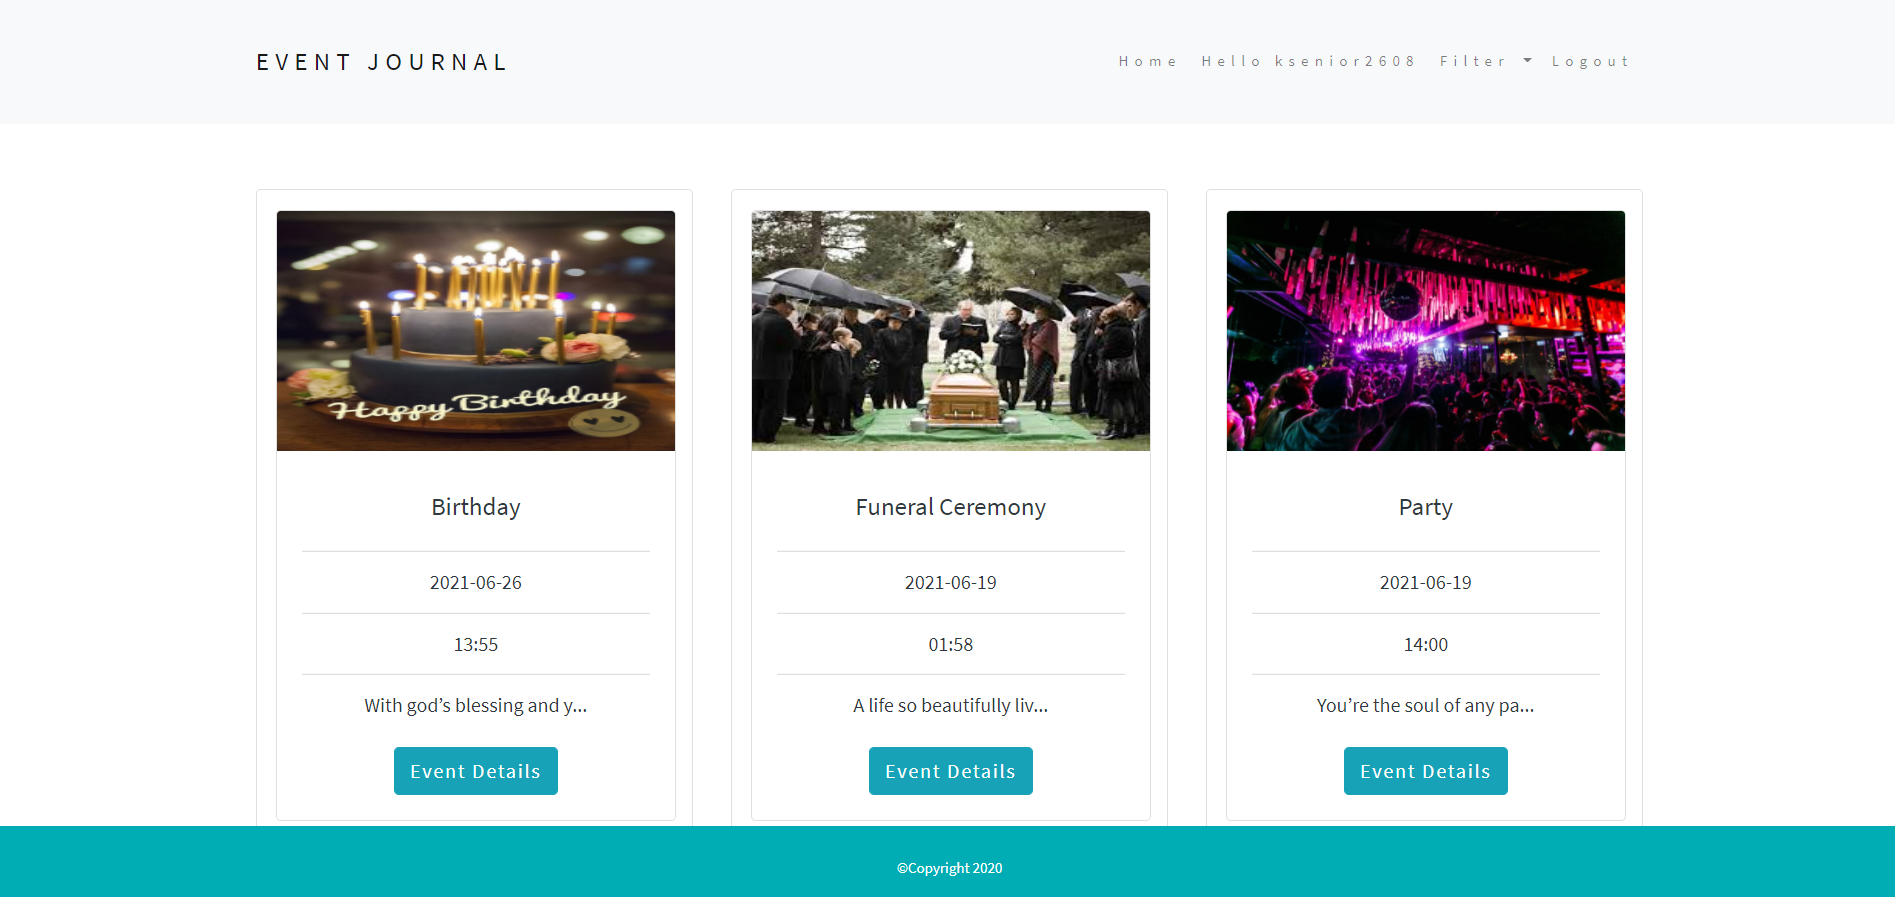 EVENT JOURNAL
Home Hello ksenior2608 Filter Logout
Happy Birthday
Birthday
2021-06-26
13:55
With god’s blessing and y...
Event Details
Funeral Ceremony
2021-06-19
01:58
A life so beautifully liv...
Event Details
Party
2021-06-19
14:00
You’re the soul of any pa...
Event Details
©Copyright 2020